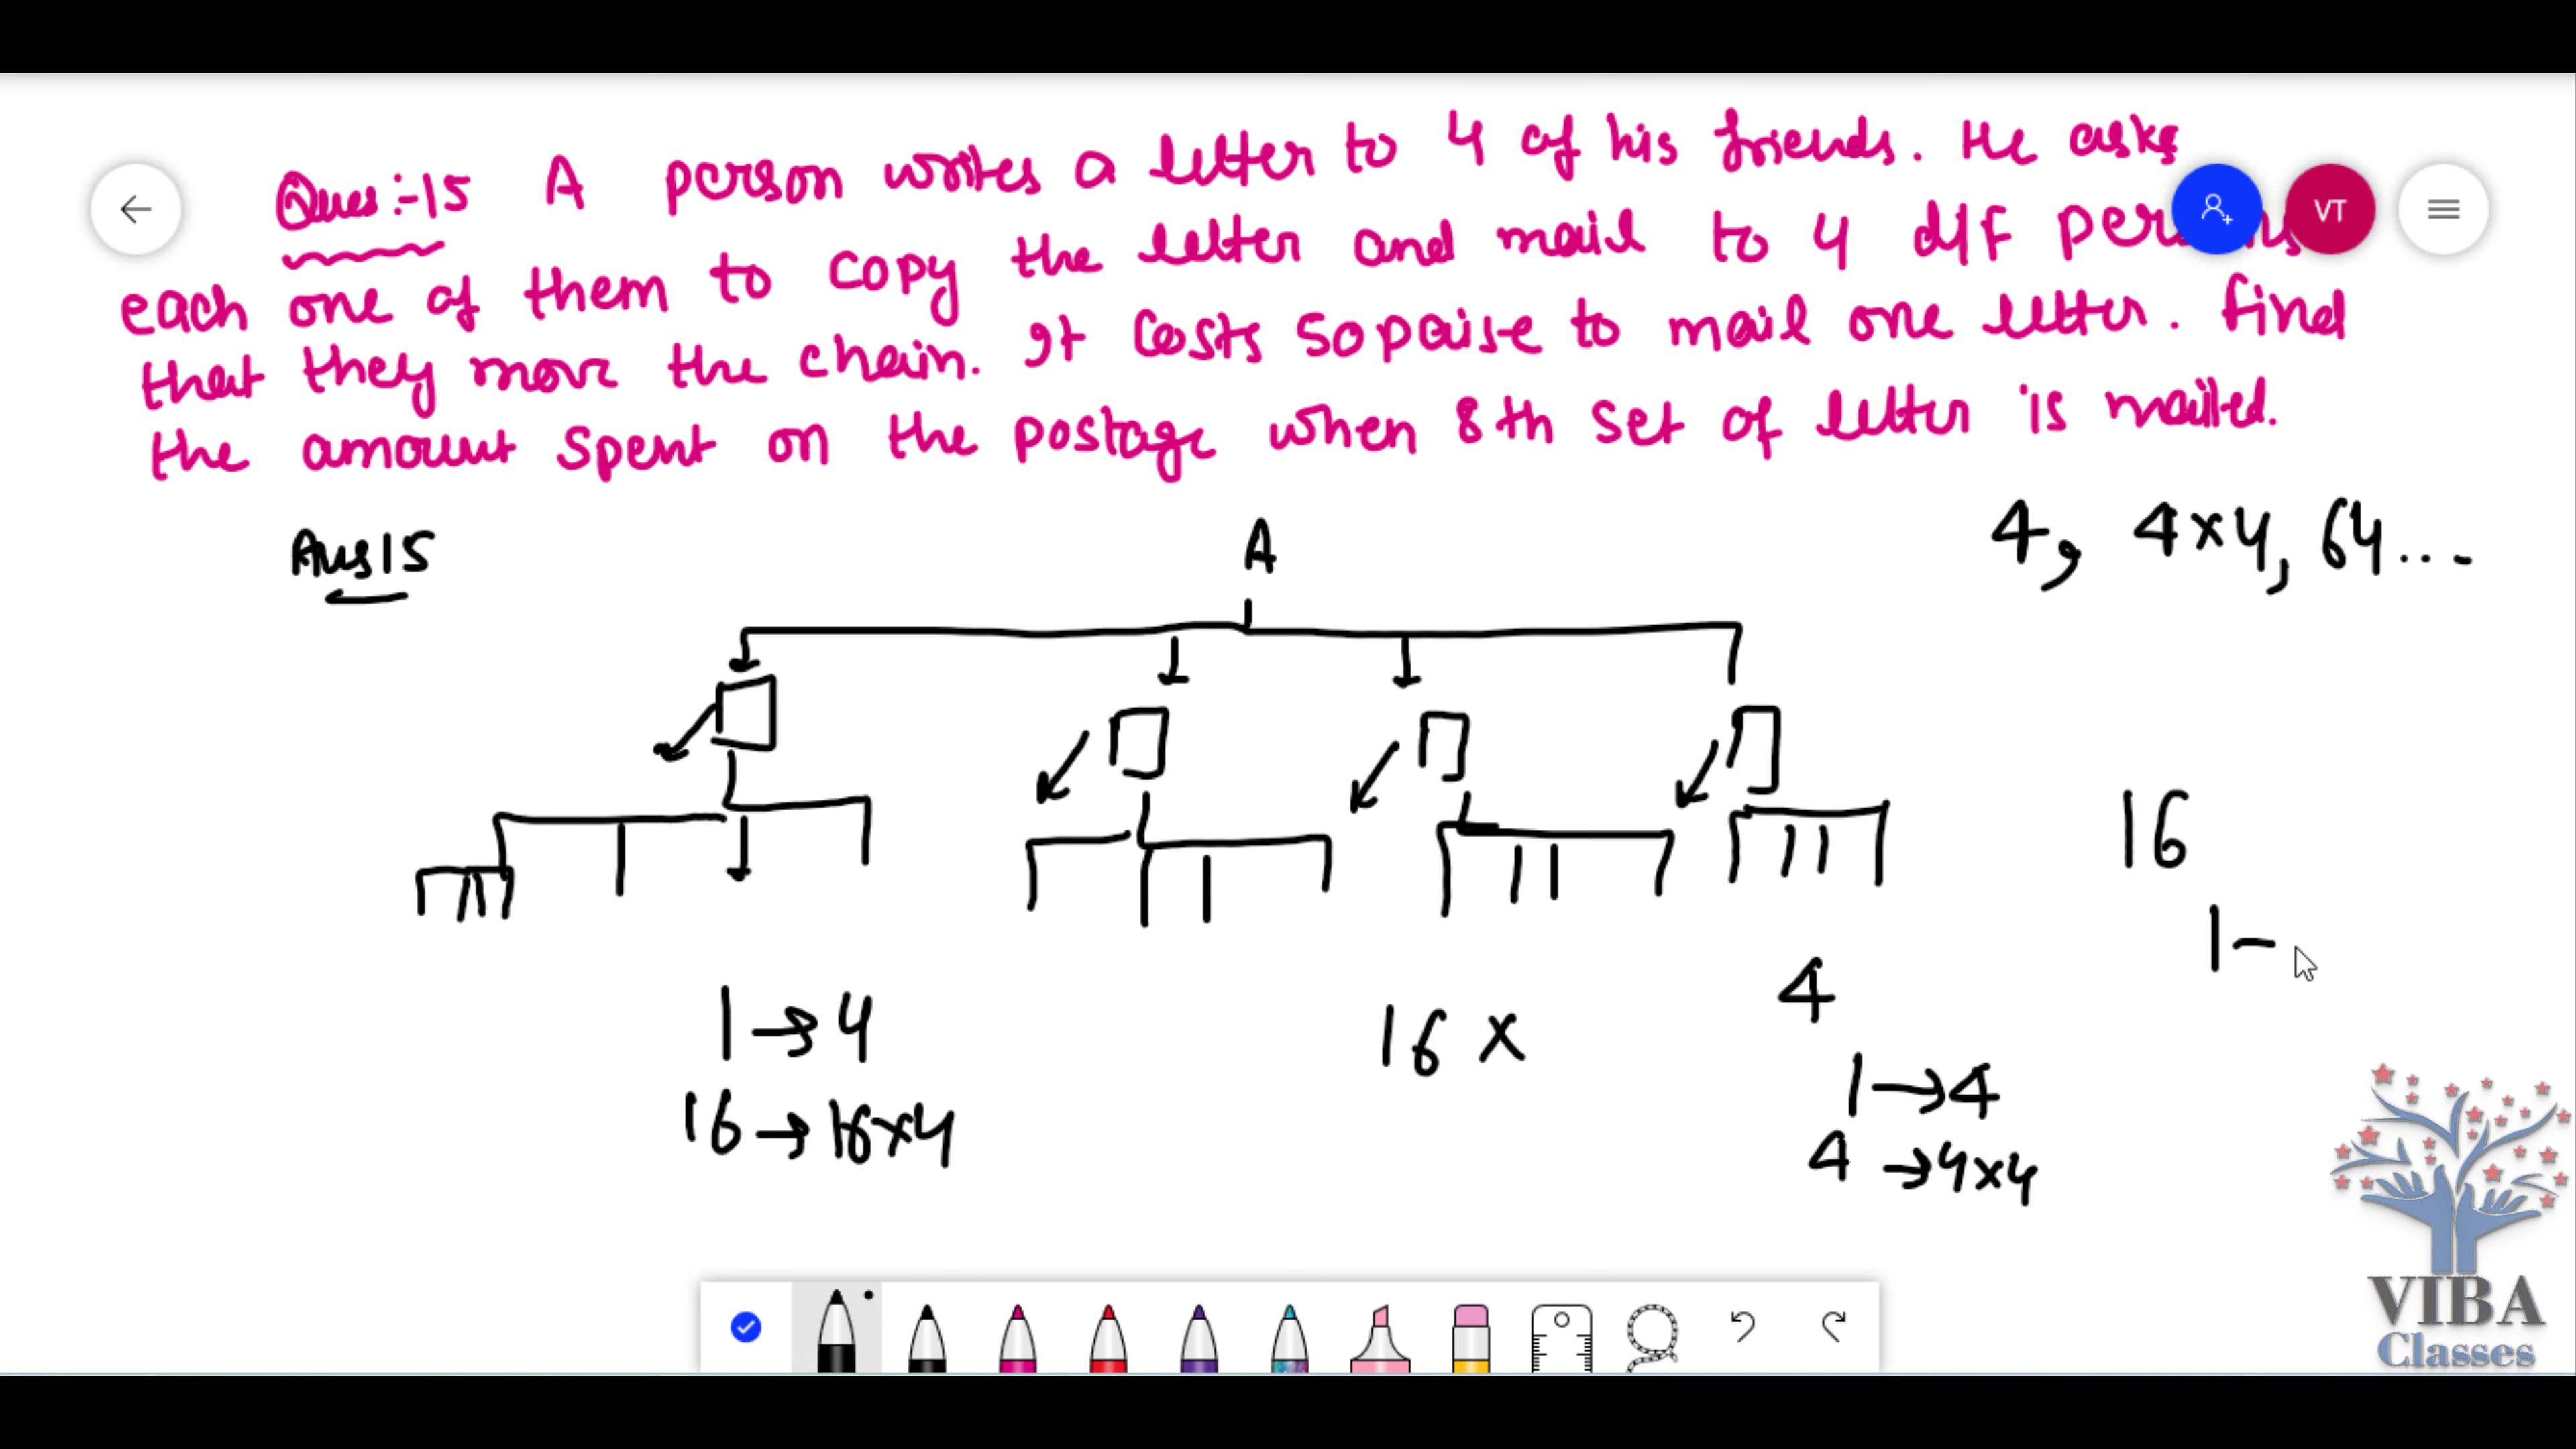 Ques:-15 A person writes a letter to 4 of his friends. He asks
each one of them to copy the letter and mail to 4 dif
that they move the chain. It costs 50 paise to mail one letter. Find
the amount spent on the postage when 8th set of letter is mailed.
VT
Ans15
A
4, 4×4, 64...
16
1-
1→4
16→16×4
16 ×
4
1→4
4 →4×4
VIBA
Classes